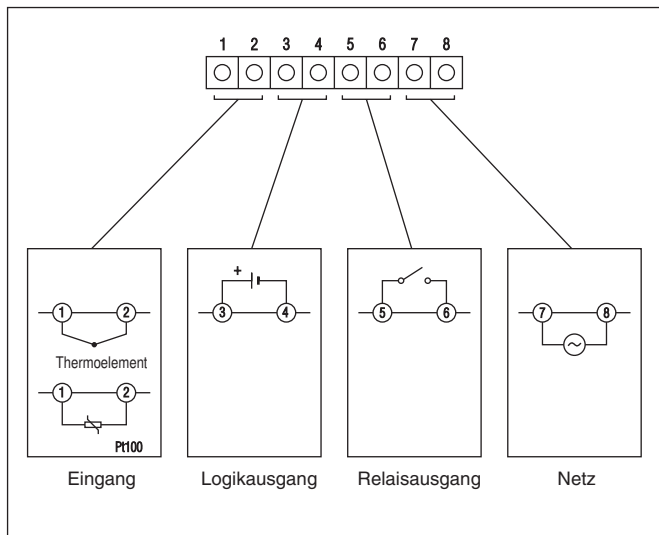 1 2 3 4 5 6 7 8
+
1 2 3 4 5 6 7 8
Thermoelement
1 2
Pt100
Eingang Logikausgang Relaisausgang Netz